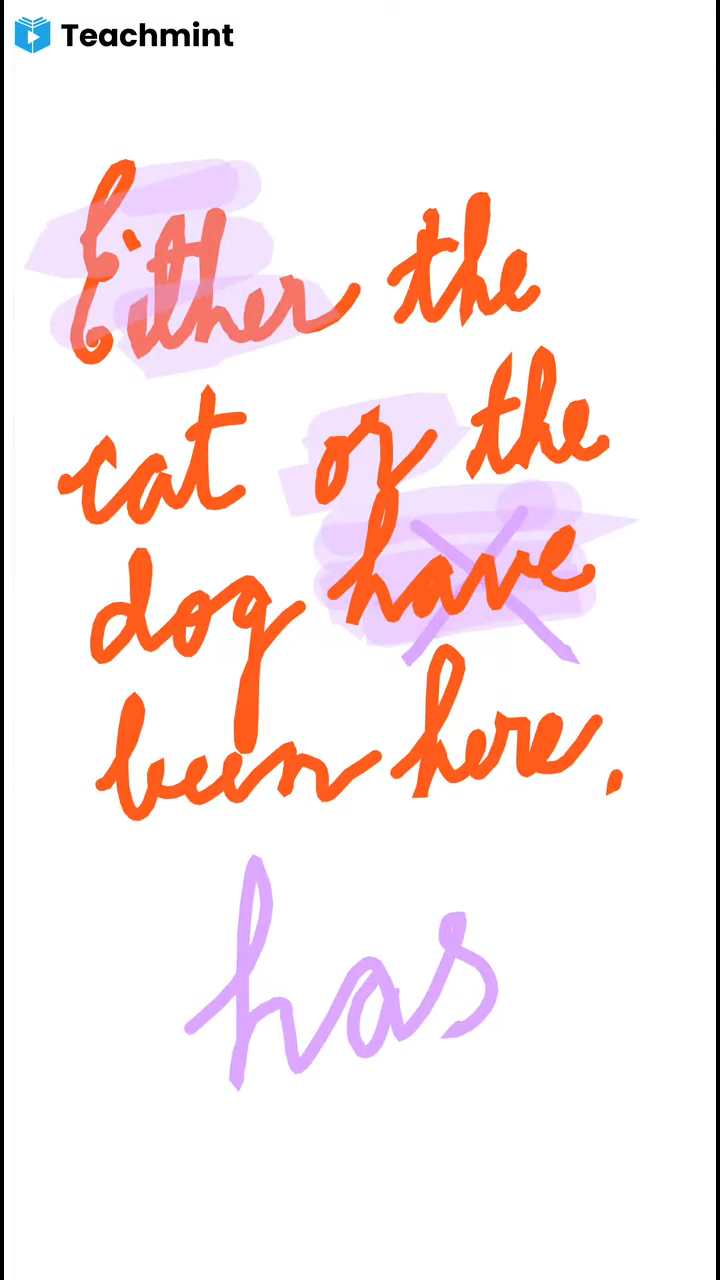 Teachmint
Either the
cat or the
dog have
been here.
has